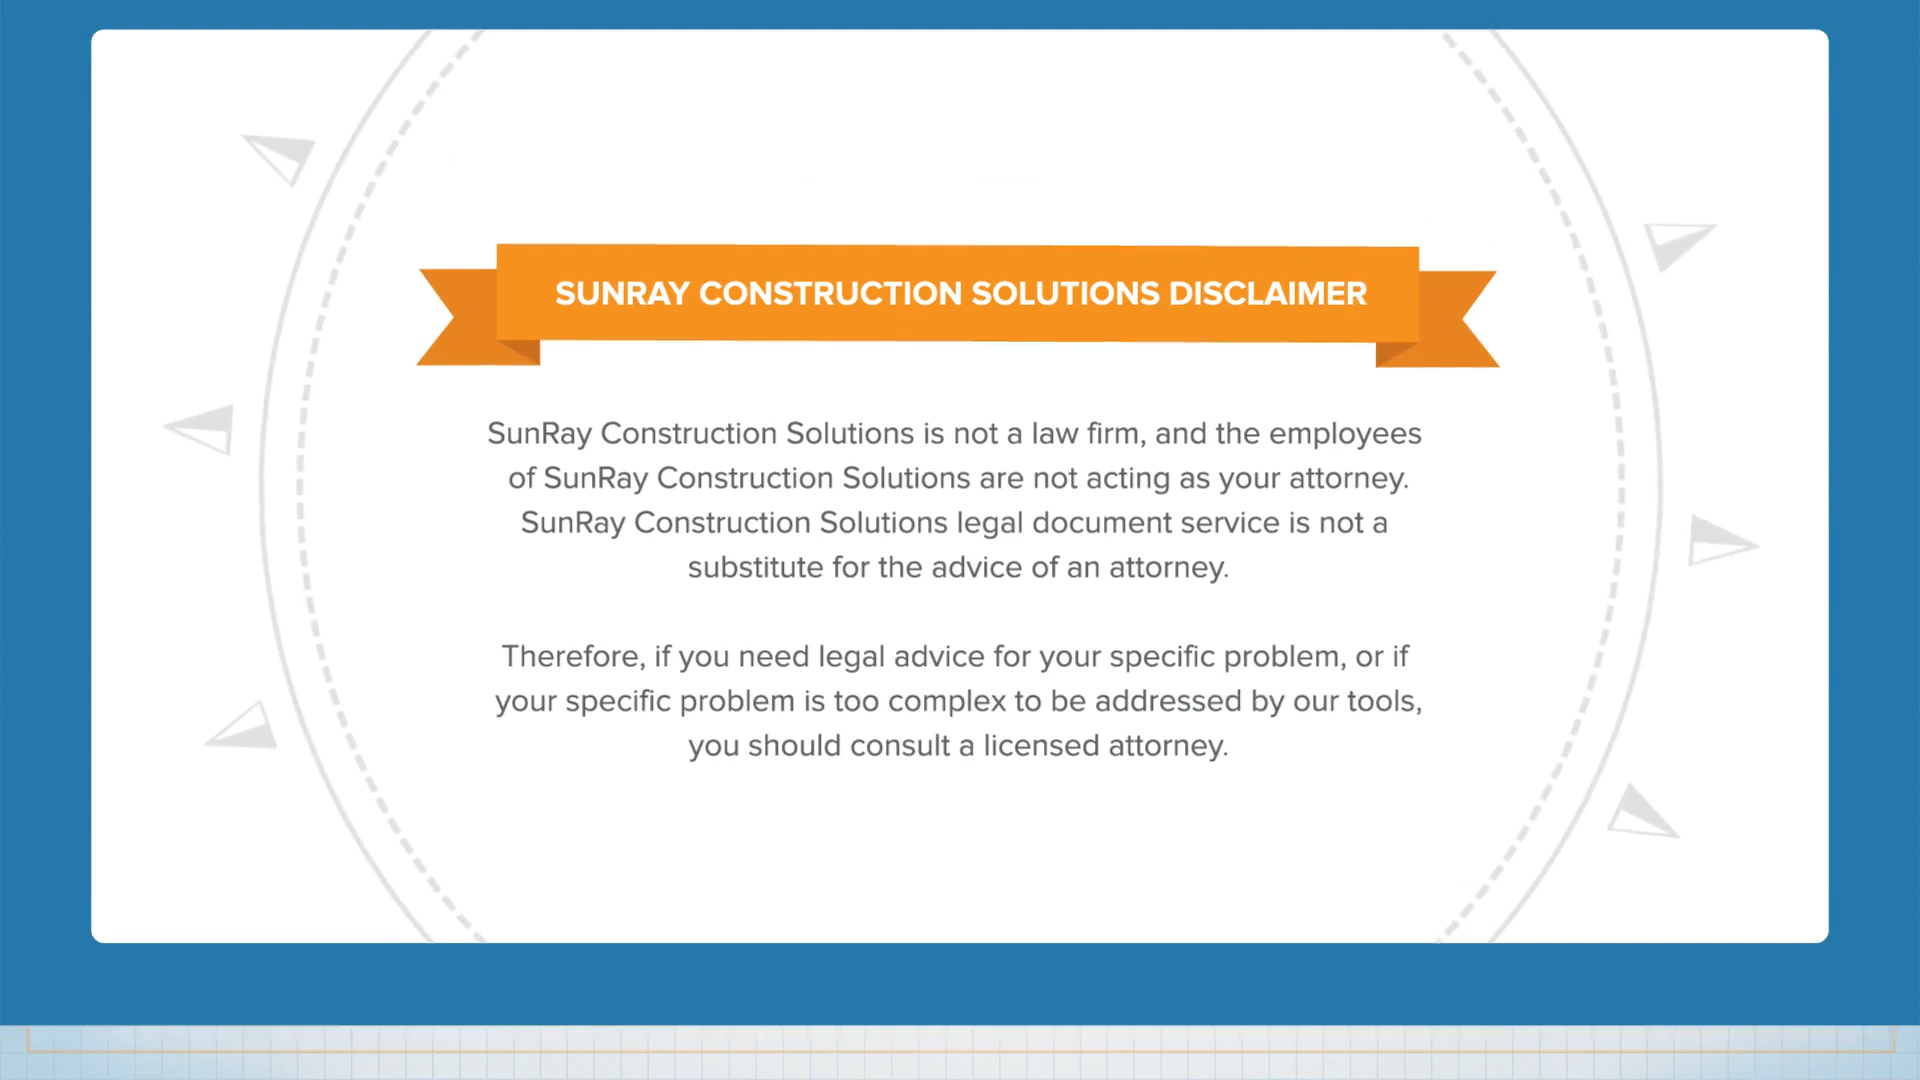 SUNRAY CONSTRUCTION SOLUTIONS DISCLAIMER
SunRay Construction Solutions is not a law firm, and the employees
of SunRay Construction Solutions are not acting as your attorney.
SunRay Construction Solutions legal document service is not a
substitute for the advice of an attorney.
Therefore, if you need legal advice for your specific problem, or if
your specific problem is too complex to be addressed by our tools,
you should consult a licensed attorney.